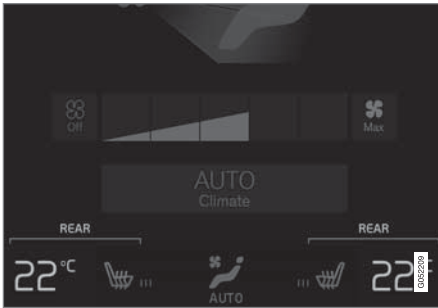 Off
Max
AUTO
Climate
REAR
REAR
22°C
22°
AUTO
G052209